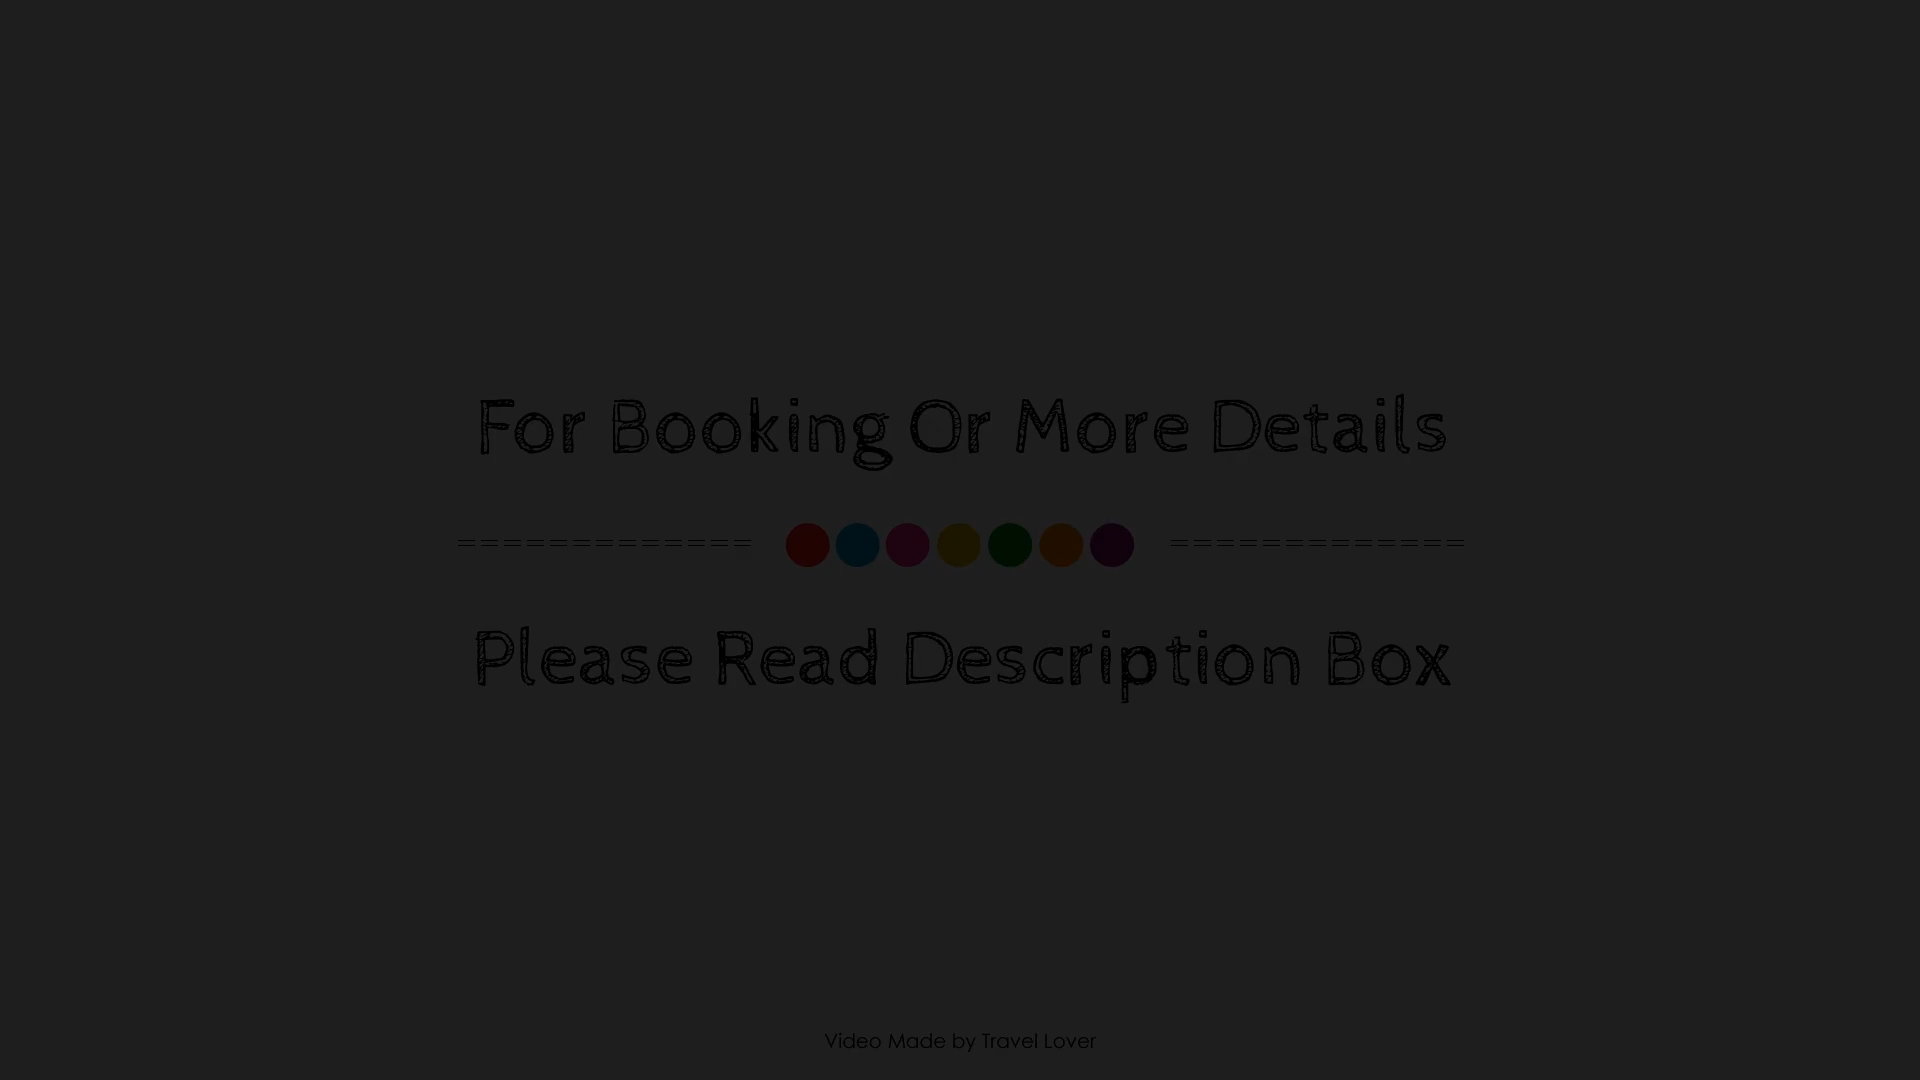 For Booking Or More Details
============= =============
Please Read Description Box
Video Made by Travel Lover